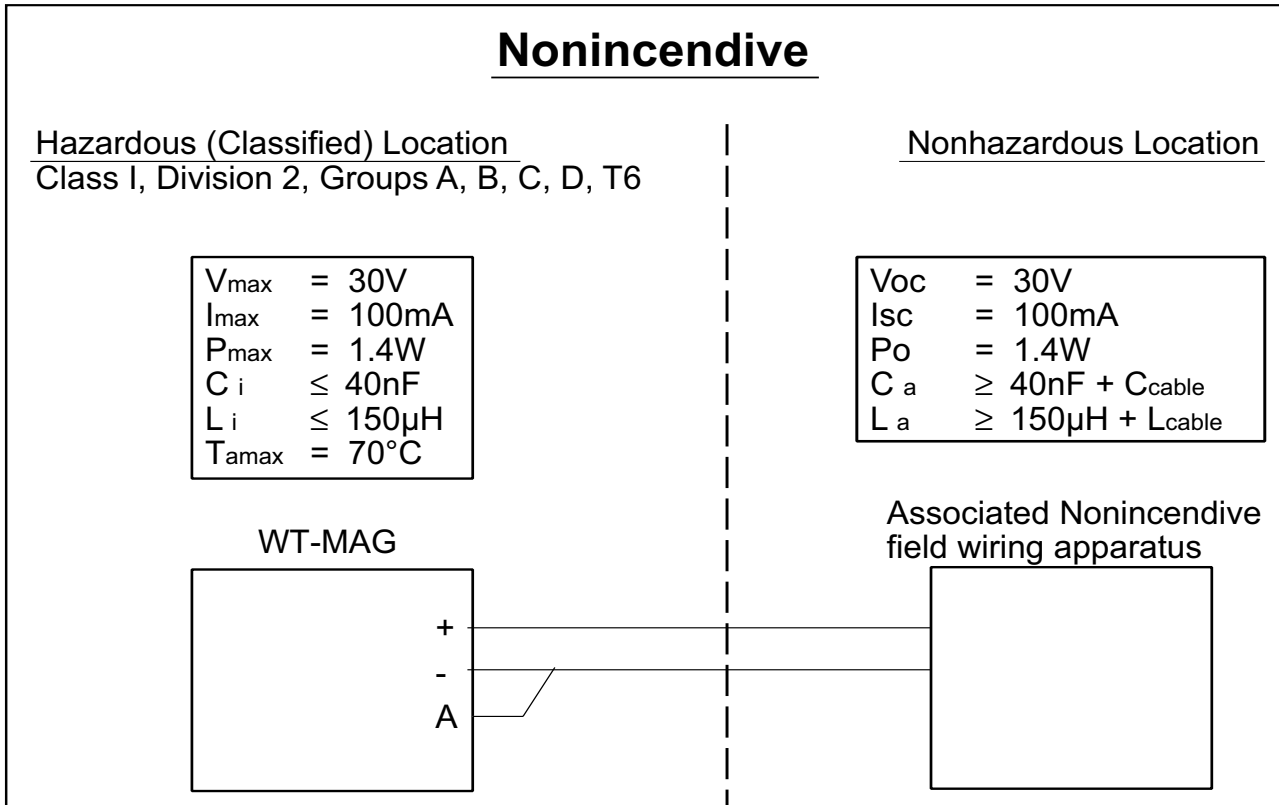 Nonincendive
Hazardous (Classified) Location
Class I, Division 2, Groups A, B, C, D, T6
Nonhazardous Location
Vmax = 30V
Imax = 100mA
Pmax = 1.4W
C i ≤ 40nF
L i ≤ 150µH
Tamax = 70°C
Voc = 30V
Isc = 100mA
Po = 1.4W
C a ≥ 40nF + Ccable
L a ≥ 150µH + Lcable
WT-MAG
+
-
A
Associated Nonincendive
field wiring apparatus